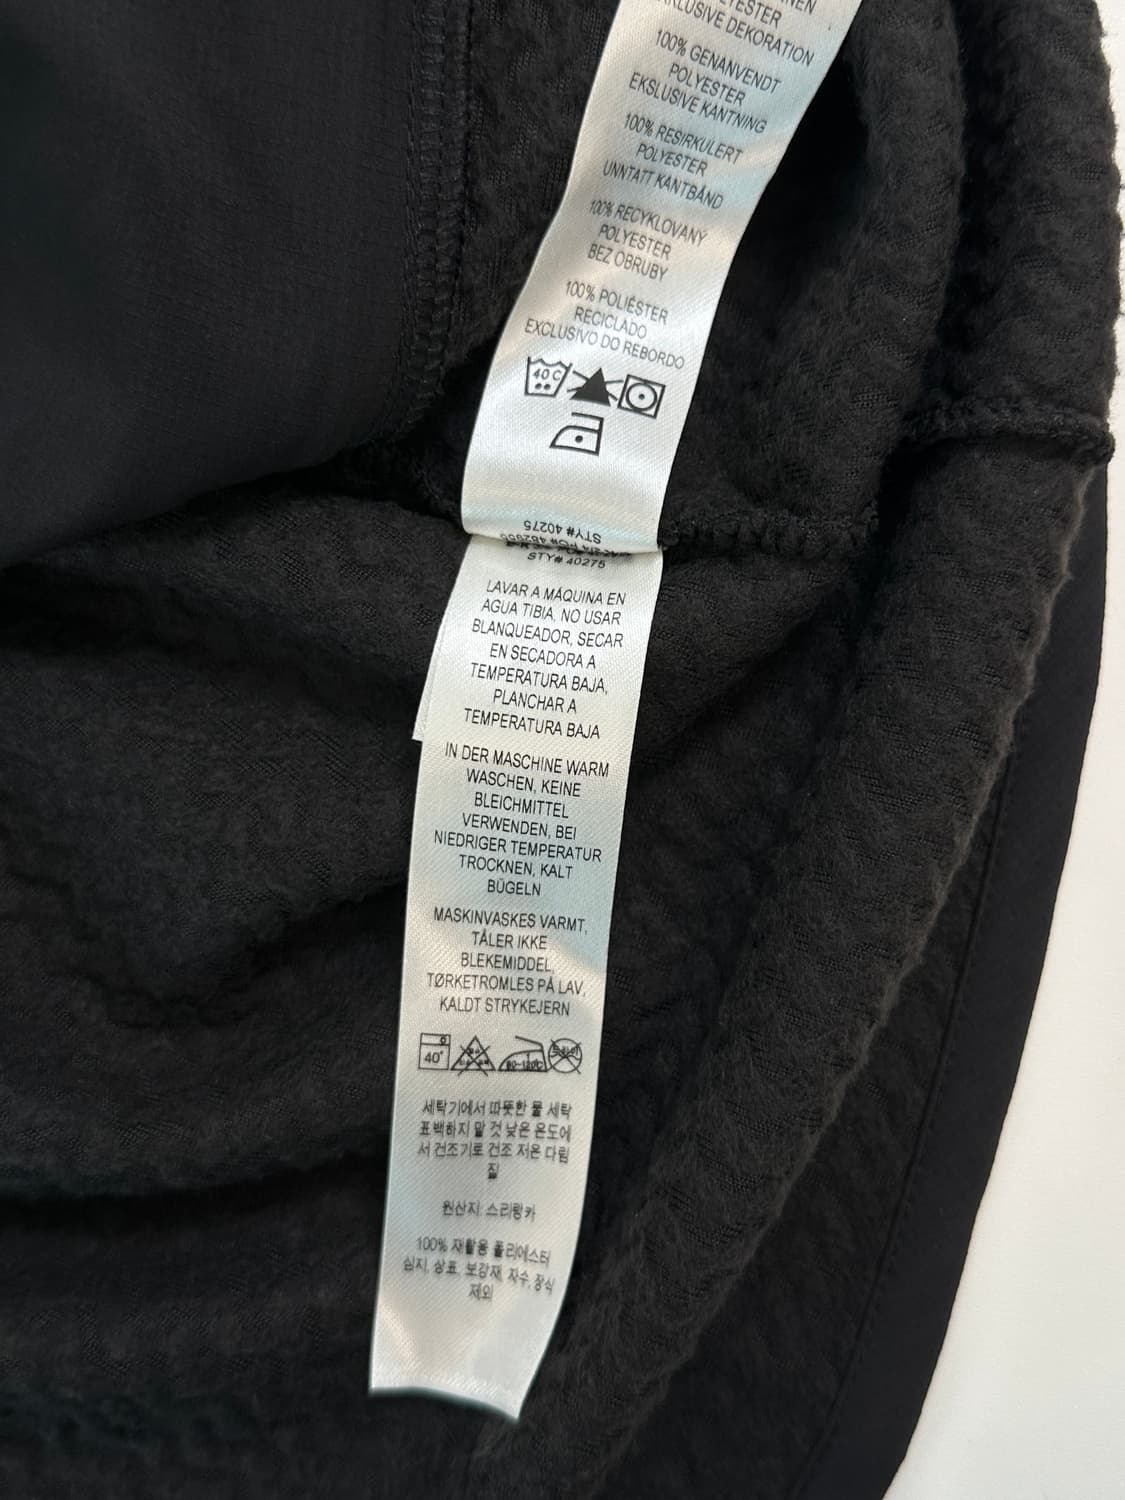 POLYESTER
EKSLUSIVE DEKORATION
100% GENANVENDT
POLYESTER
EKSLUSIVE KANTNING
100% RESIRKULERT
POLYESTER
UNNTATT KANTBÅND
100% RECYKLOVANÝ
POLYESTER
BEZ OBRUBY
100% POLIÉSTER
RECICLADO
EXCLUSIVO DO REBORDO
40 C
STY# 40275
STY# 40275
LAVAR A MÁQUINA EN
AGUA TIBIA, NO USAR
BLANQUEADOR, SECAR
EN SECADORA A
TEMPERATURA BAJA,
PLANCHAR A
TEMPERATURA BAJA
IN DER MASCHINE WARM
WASCHEN, KEINE
BLEICHMITTEL
VERWENDEN, BEI
NIEDRIGER TEMPERATUR
TROCKNEN, KALT
BÜGELN
MASKINVASKES VARMT,
TÅLER IKKE
BLEKEMIDDEL,
TØRKETROMLES PÅ LAV,
KALDT STRYKEJERN
40° 80~120°C
세탁기에서 따뜻한 물 세탁
표백하지 말 것 낮은 온도에
서 건조기로 건조 저온 다림
질
원산지: 스리랑카
100% 재활용 폴리에스터
심지, 상표, 보강재, 자수, 장식
제외